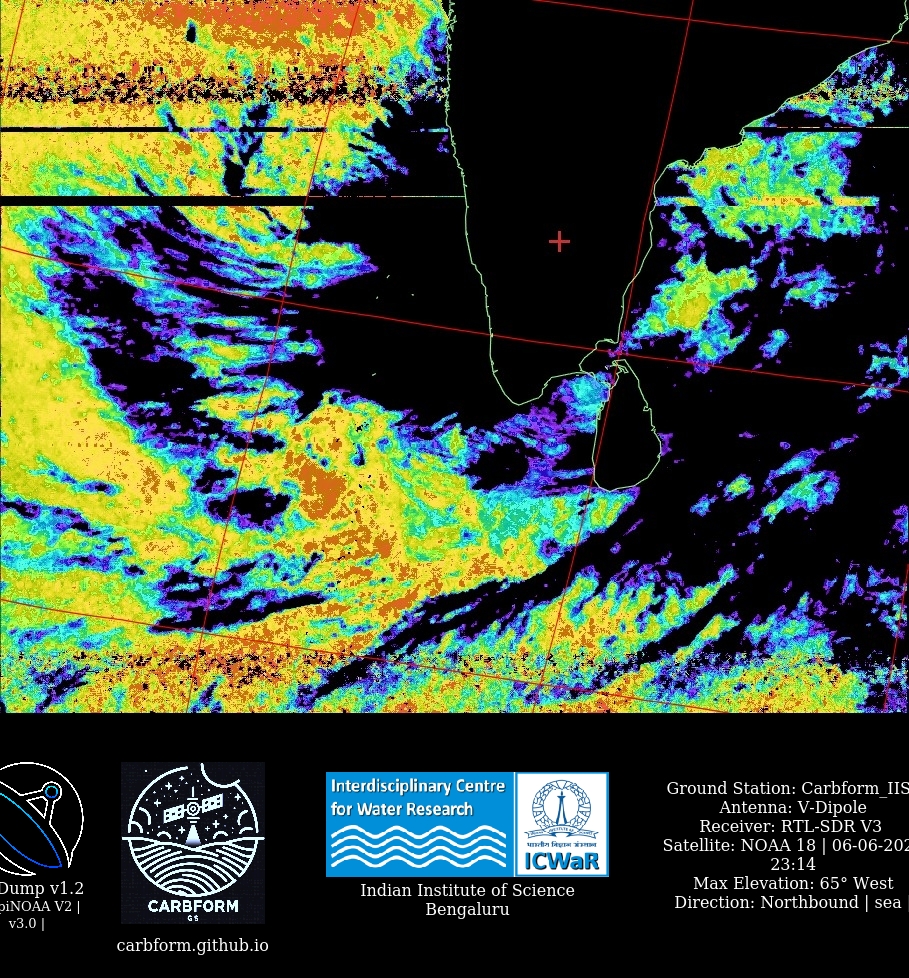 Dump v1.2
piNOAA V2 |
v3.0 |
CARBFORM
GS
carbform.github.io
Interdisciplinary Centre
for Water Research
भारतीय विज्ञान संस्थान
ICWaR
Indian Institute of Science
Bengaluru
Ground Station: Carbform_IIS
Antenna: V-Dipole
Receiver: RTL-SDR V3
Satellite: NOAA 18 | 06-06-202
23:14
Max Elevation: 65° West
Direction: Northbound | sea |